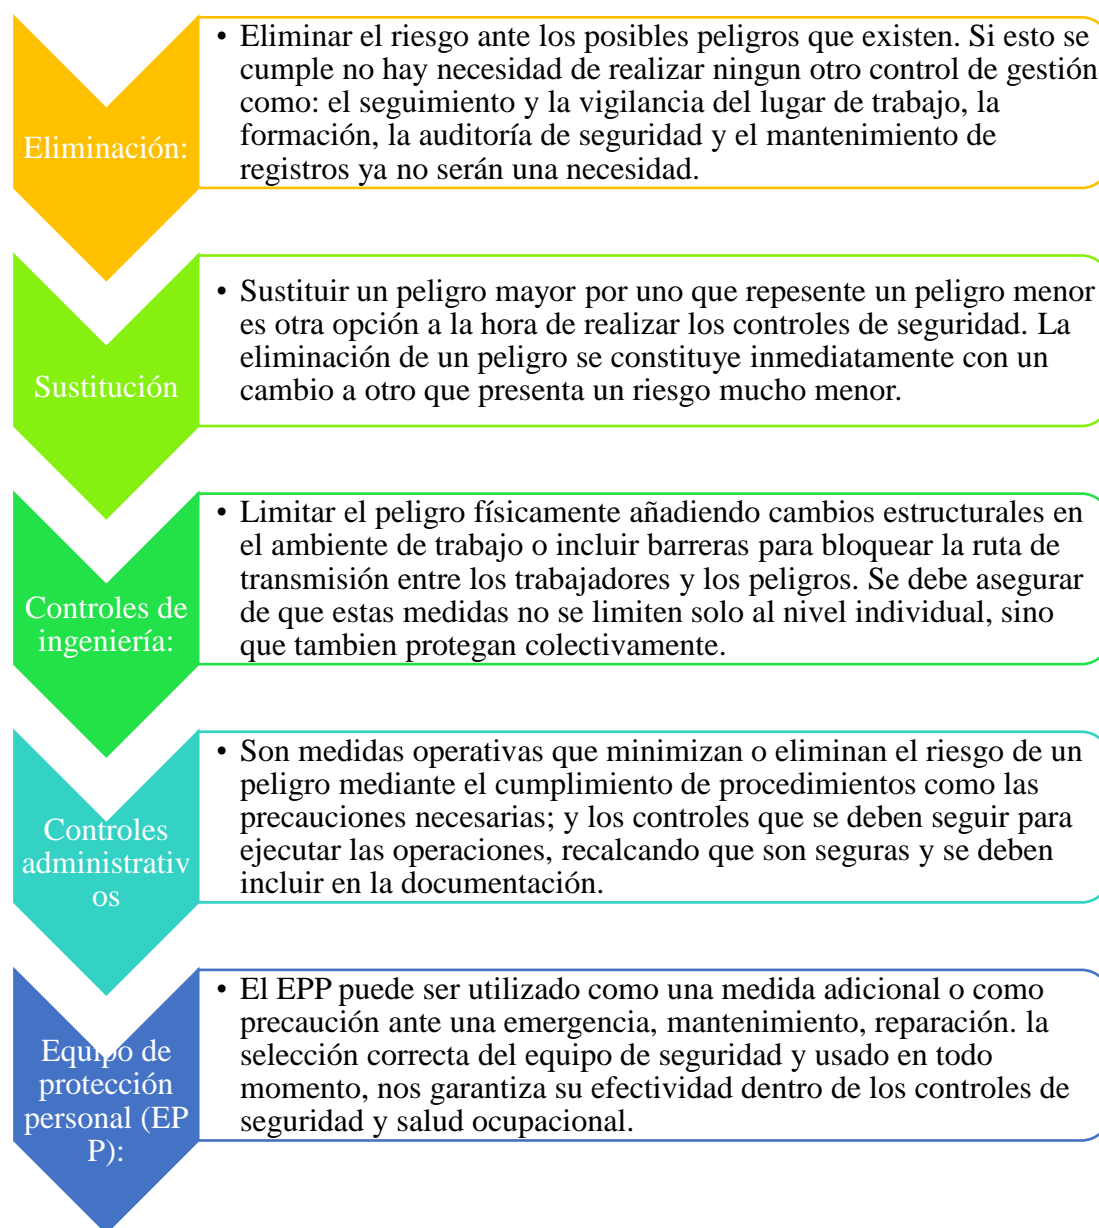 Eliminación:
• Eliminar el riesgo ante los posibles peligros que existen. Si esto se
cumple no hay necesidad de realizar ningun otro control de gestión
como: el seguimiento y la vigilancia del lugar de trabajo, la
formación, la auditoría de seguridad y el mantenimiento de
registros ya no serán una necesidad.
Sustitución
• Sustituir un peligro mayor por uno que repesente un peligro menor
es otra opción a la hora de realizar los controles de seguridad. La
eliminación de un peligro se constituye inmediatamente con un
cambio a otro que presenta un riesgo mucho menor.
Controles de
ingeniería:
• Limitar el peligro físicamente añadiendo cambios estructurales en
el ambiente de trabajo o incluir barreras para bloquear la ruta de
transmisión entre los trabajadores y los peligros. Se debe asegurar
de que estas medidas no se limiten solo al nivel individual, sino
que tambien protegan colectivamente.
Controles
administrativ
os
• Son medidas operativas que minimizan o eliminan el riesgo de un
peligro mediante el cumplimiento de procedimientos como las
precauciones necesarias; y los controles que se deben seguir para
ejecutar las operaciones, recalcando que son seguras y se deben
incluir en la documentación.
Equipo de
protección
personal (EP
P):
• El EPP puede ser utilizado como una medida adicional o como
precaución ante una emergencia, mantenimiento, reparación. la
selección correcta del equipo de seguridad y usado en todo
momento, nos garantiza su efectividad dentro de los controles de
seguridad y salud ocupacional.